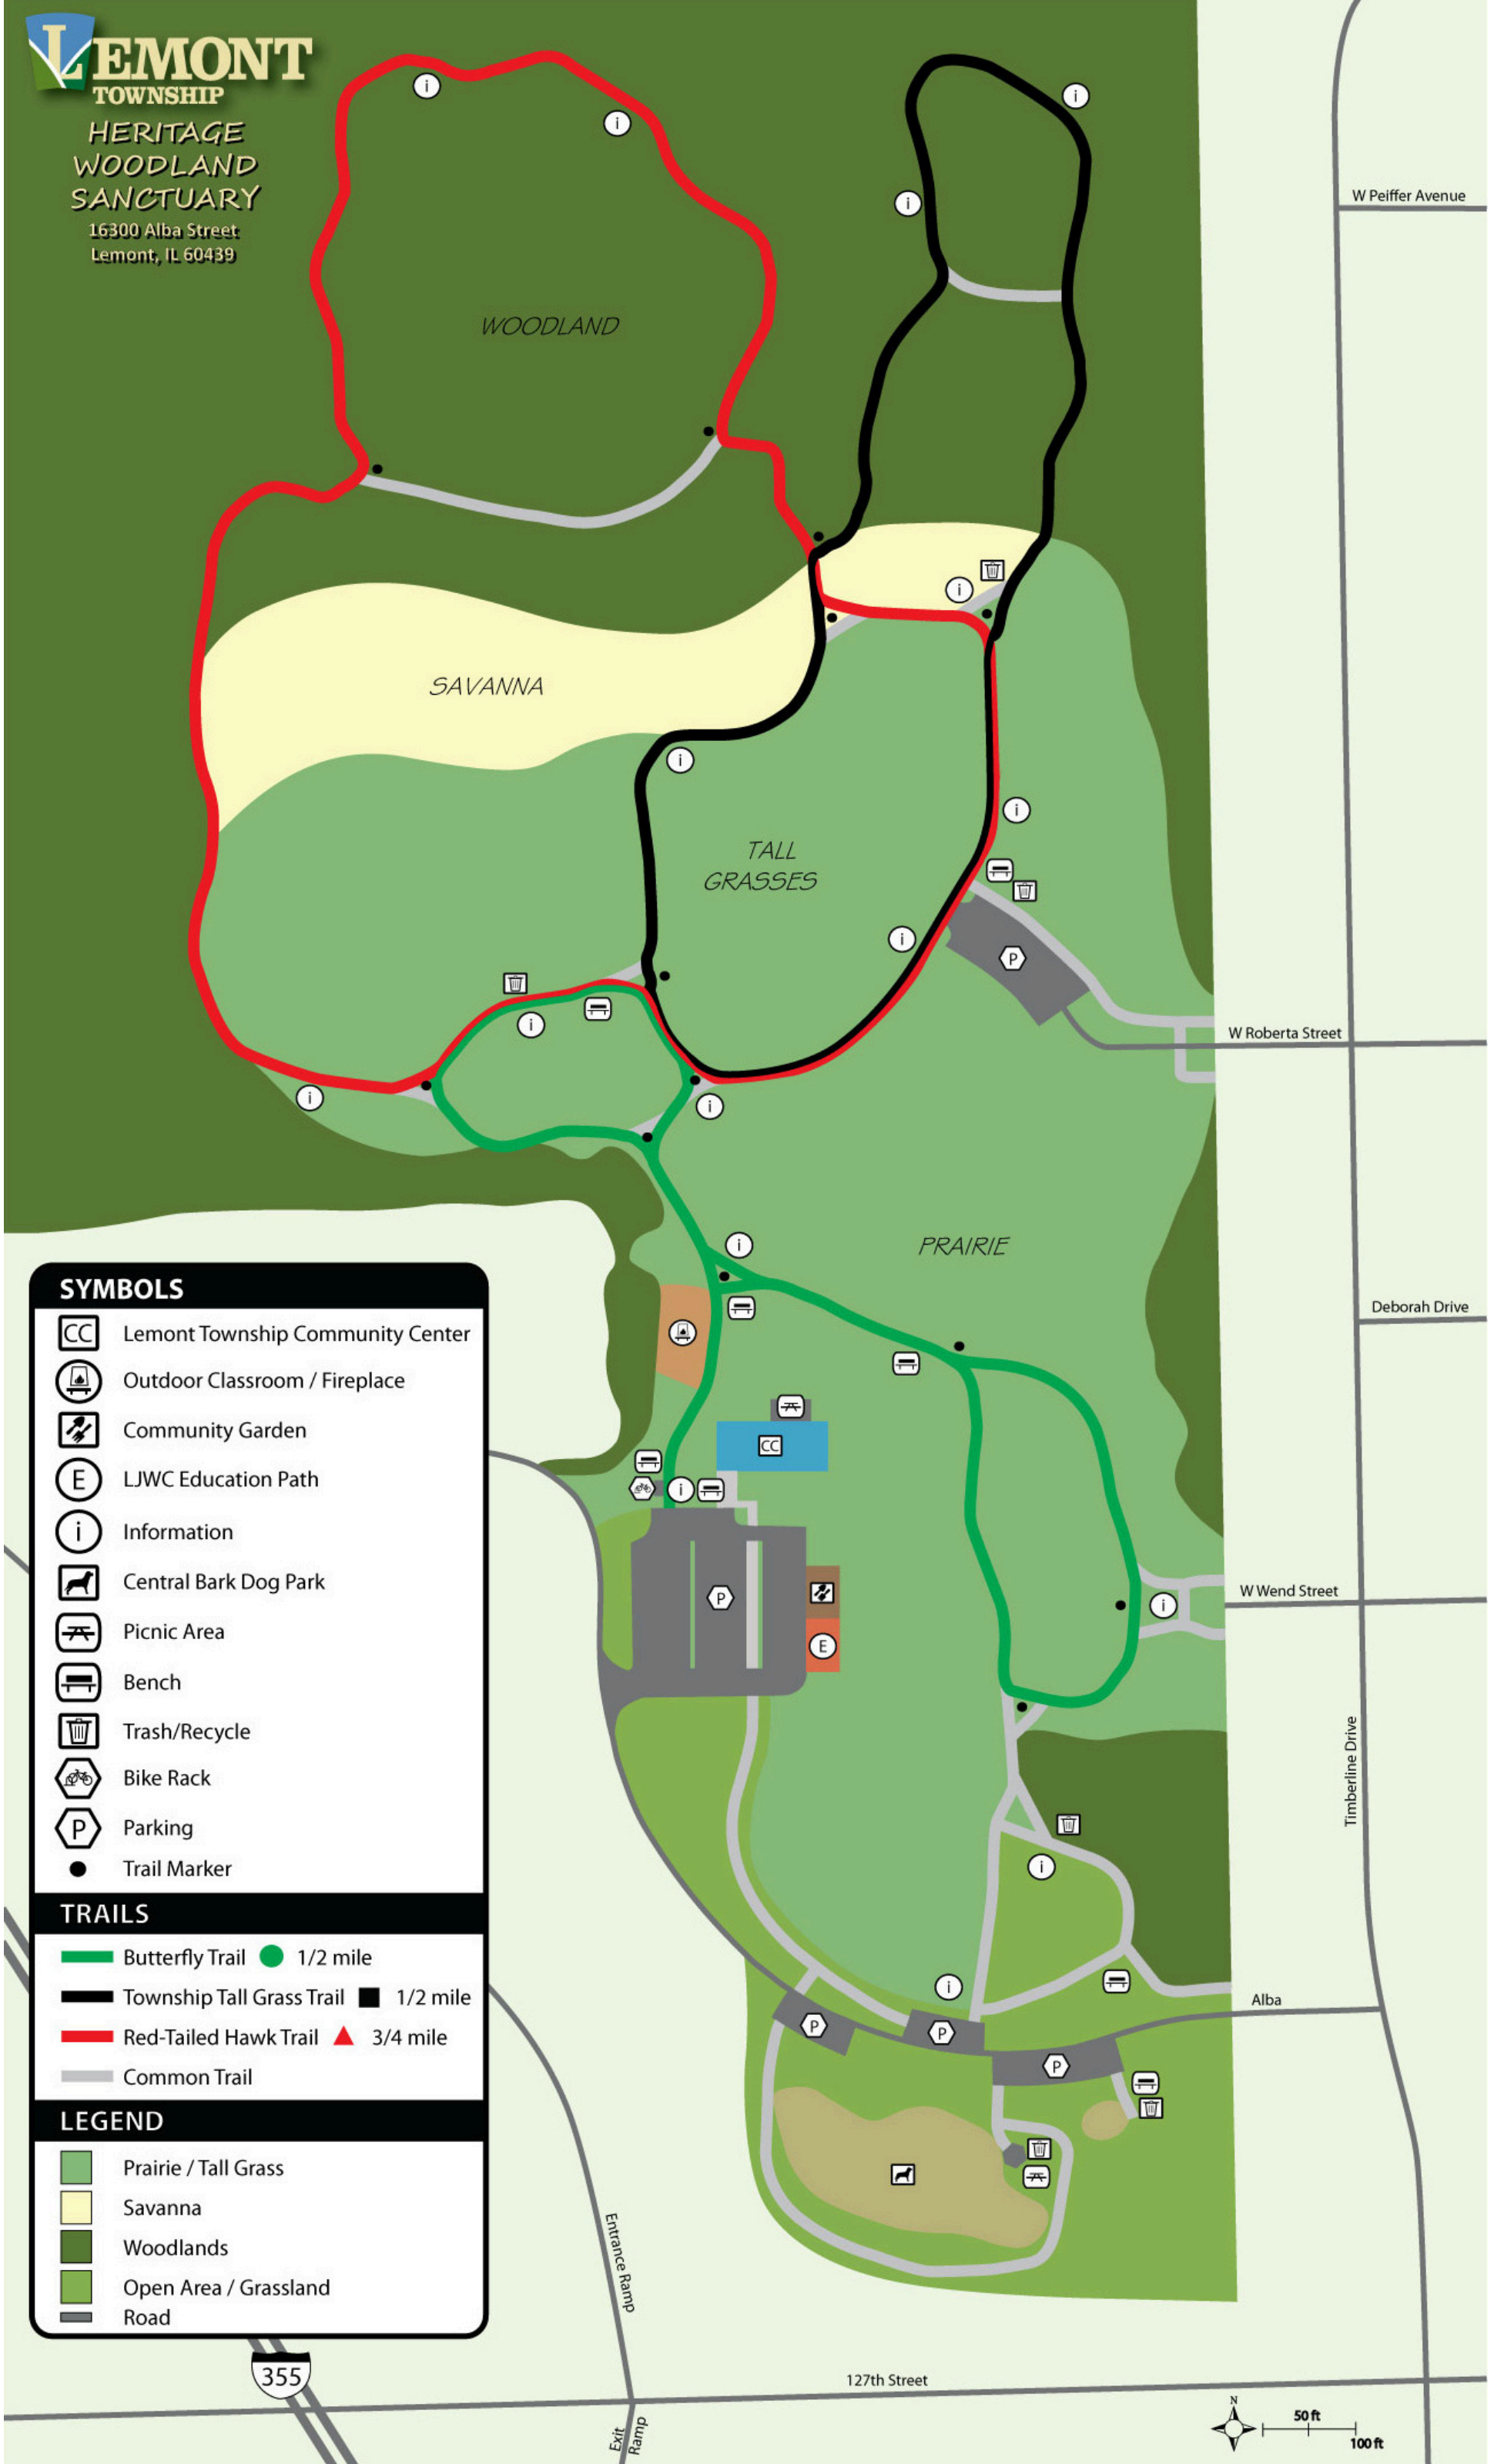 LEMONT
TOWNSHIP
HERITAGE
WOODLAND
SANCTUARY
16300 Alba Street
Lemont, IL 60439
i
i
i
i
W Peiffer Avenue
WOODLAND
i
SAVANNA
i
i
TALL
GRASSES
i
P
i
W Roberta Street
i
i
i
PRAIRIE
Deborah Drive
CC
i
W Wend Street
P
i
E
Timberline Drive
i
i
Alba
P
P
P
SYMBOLS
CC Lemont Township Community Center
Outdoor Classroom / Fireplace
Community Garden
E LJWC Education Path
i Information
Central Bark Dog Park
Picnic Area
Bench
Trash/Recycle
Bike Rack
P Parking
Trail Marker
TRAILS
Butterfly Trail 1/2 mile
Township Tall Grass Trail 1/2 mile
Red-Tailed Hawk Trail 3/4 mile
Common Trail
LEGEND
Prairie / Tall Grass
Savanna
Woodlands
Open Area / Grassland
Road
Entrance Ramp
355
127th Street
Exit
Ramp
N
50 ft
100 ft